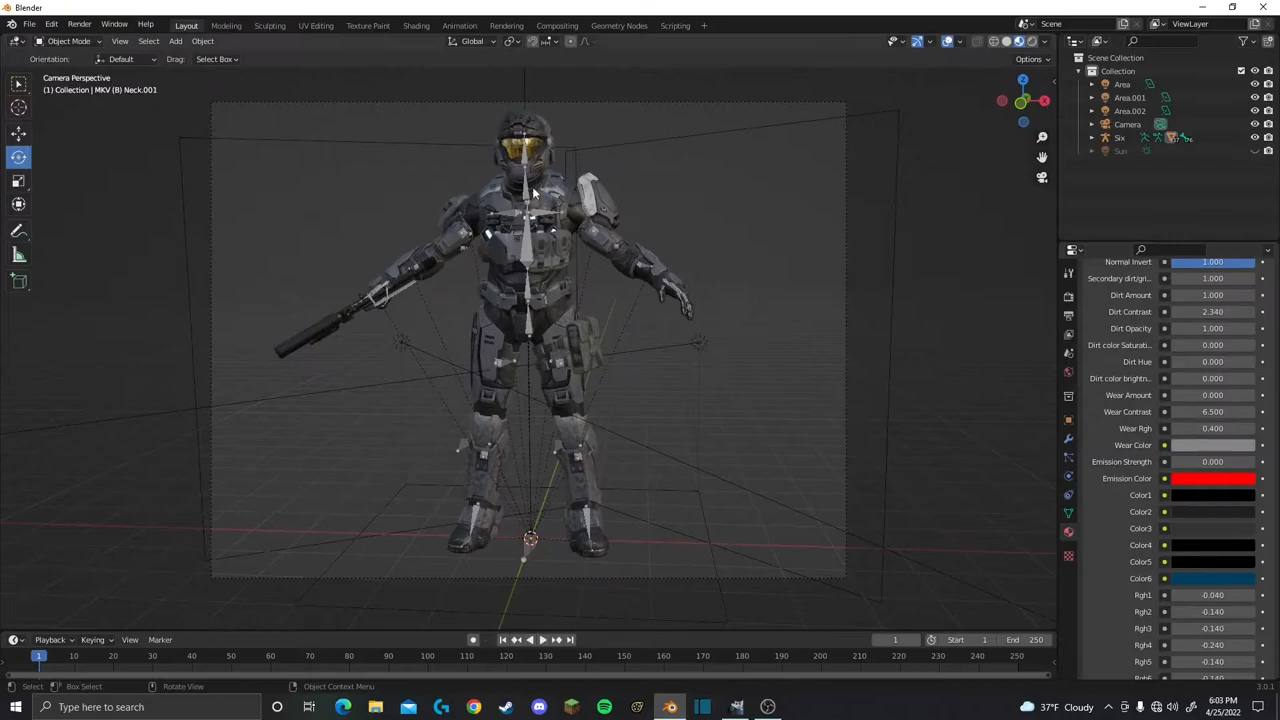 Blender
File Edit Render Window Help Layout Modeling Sculpting UV Editing Texture Paint Shading Animation Rendering Compositing Geometry Nodes Scripting + Scene ViewLayer
Object Mode View Select Add Object Global
Orientation: Default Drag: Select Box Options
Camera Perspective
(1) Collection | MKV (B) Neck.001
Z
X
Scene Collection
Collection
Area
Area.001
Area.002
Camera
Six
Sun
Normal Invert 1.000
Secondary dirt/gri... 1.000
Dirt Amount 1.000
Dirt Contrast 2.340
Dirt Opacity 1.000
Dirt color Saturati... 0.000
Dirt Hue 0.000
Dirt color brightn... 0.000
Wear Amount 0.000
Wear Contrast 6.500
Wear Rgh 0.400
Wear Color
Emission Strength 0.000
Emission Color
Color1
Color2
Color3
Color4
Color5
Color6
Rgh1 -0.040
Rgh2 -0.140
Rgh3 -0.140
Rgh4 -0.240
Rgh5 -0.140
Playback Keying View Marker 1 Start 1 End 250
1 10 20 30 40 50 60 70 80 90 100 110 120 130 140 150 160 170 180 190 200 210 220 230 240 250
Select Box Select Rotate View Object Context Menu 3.0.1
Type here to search 37°F Cloudy 6:03 PM
4/25/2022